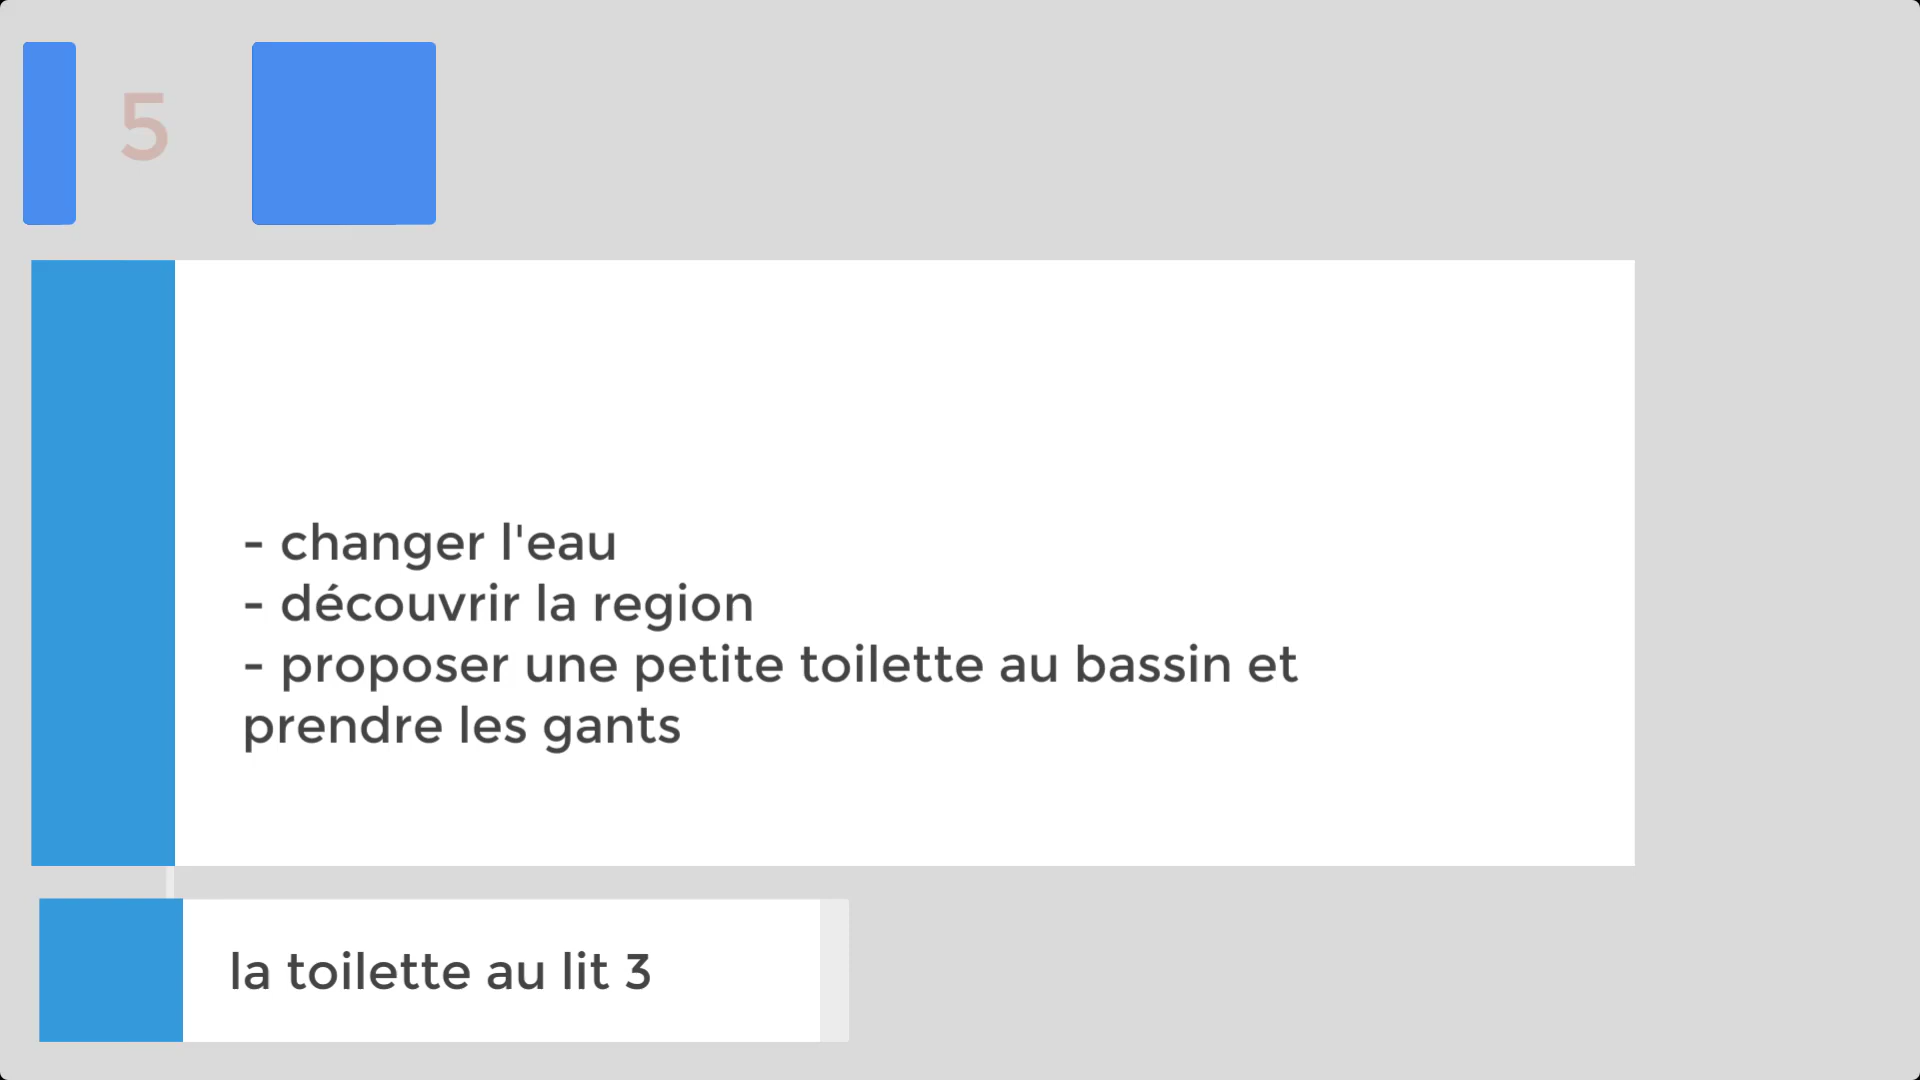 5
- changer l'eau
- découvrir la region
- proposer une petite toilette au bassin et
prendre les gants
la toilette au lit 3